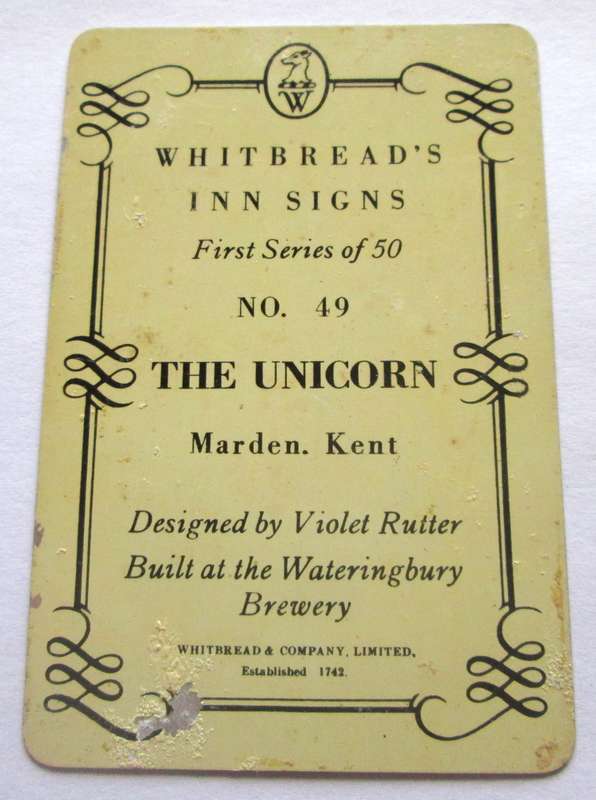 W
WHITBREAD'S
INN SIGNS
First Series of 50
NO. 49
THE UNICORN
Marden. Kent
Designed by Violet Rutter
Built at the Wateringbury
Brewery
WHITBREAD & COMPANY, LIMITED,
Established 1742.